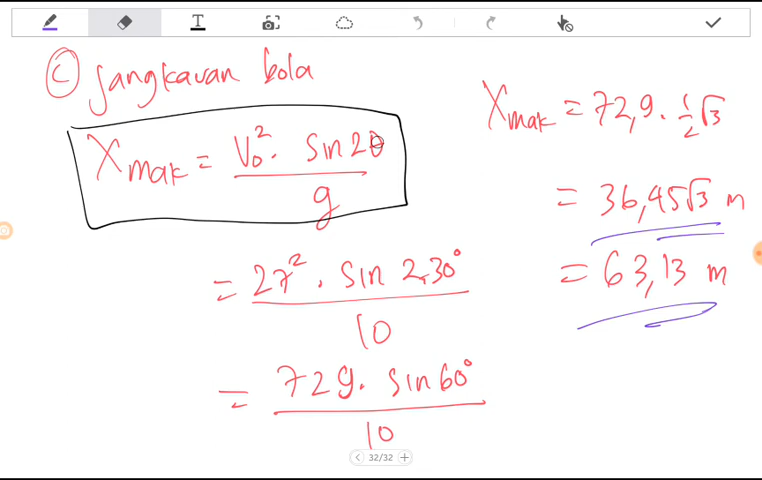 T
ⓒ jangkauan bola
Xmak = V₀² . sin 2θ / g
= 27² . sin 2.30° / 10
= 729 . sin 60° / 10
Xmak = 72,9 . ½√3
= 36,45√3 m
= 63,13 m
< 32/32 +